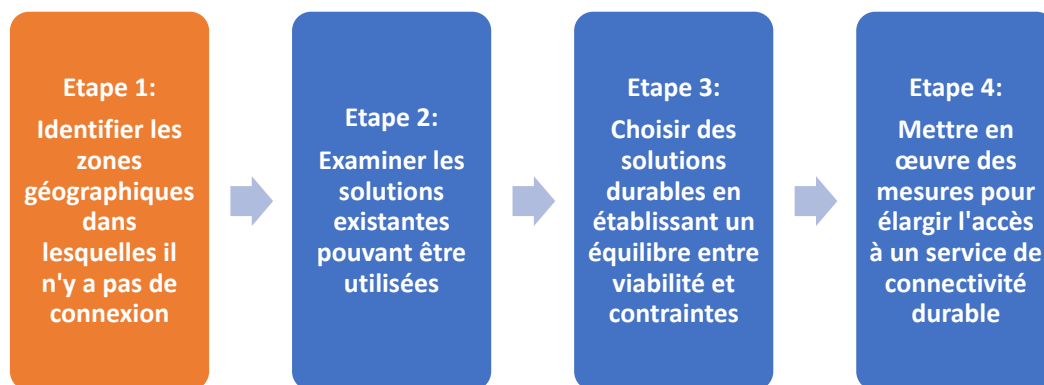 Etape 1:
Identifier les
zones
géographiques
dans
lesquelles il
n'y a pas de
connexion
Etape 2:
Examiner les
solutions
existantes
pouvant être
utilisées
Etape 3:
Choisir des
solutions
durables en
établissant un
équilibre entre
viabilité et
contraintes
Etape 4:
Mettre en
œuvre des
mesures pour
élargir l'accès
à un service de
connectivité
durable